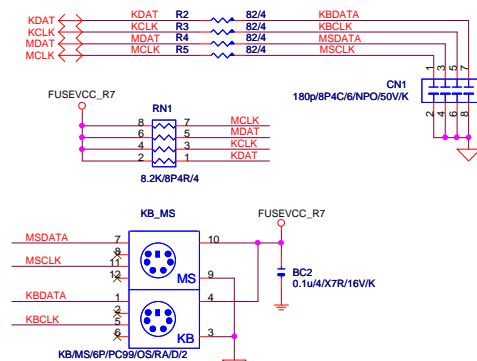 KDAT KDAT R2 82/4 KBDATA
KCLK KCLK R3 82/4 KBCLK
MDAT MDAT R4 82/4 MSDATA
MCLK MCLK R5 82/4 MSCLK
1 3 5 7
CN1
180p/8P4C/6/NPO/50V/K
2 4 6 8
FUSEVCC_R7
RN1
8 7 MCLK
6 5 MDAT
4 3 KCLK
2 1 KDAT
8.2K/8P4R/4
KB_MS
FUSEVCC_R7
MSDATA 7 10
8
MSCLK 11 9
12 MS
BC2
0.1u/4/X7R/16V/K
KBDATA 1 4
2
KBCLK 5 3
6 KB
KB/MS/6P/PC99/OS/RA/D/2